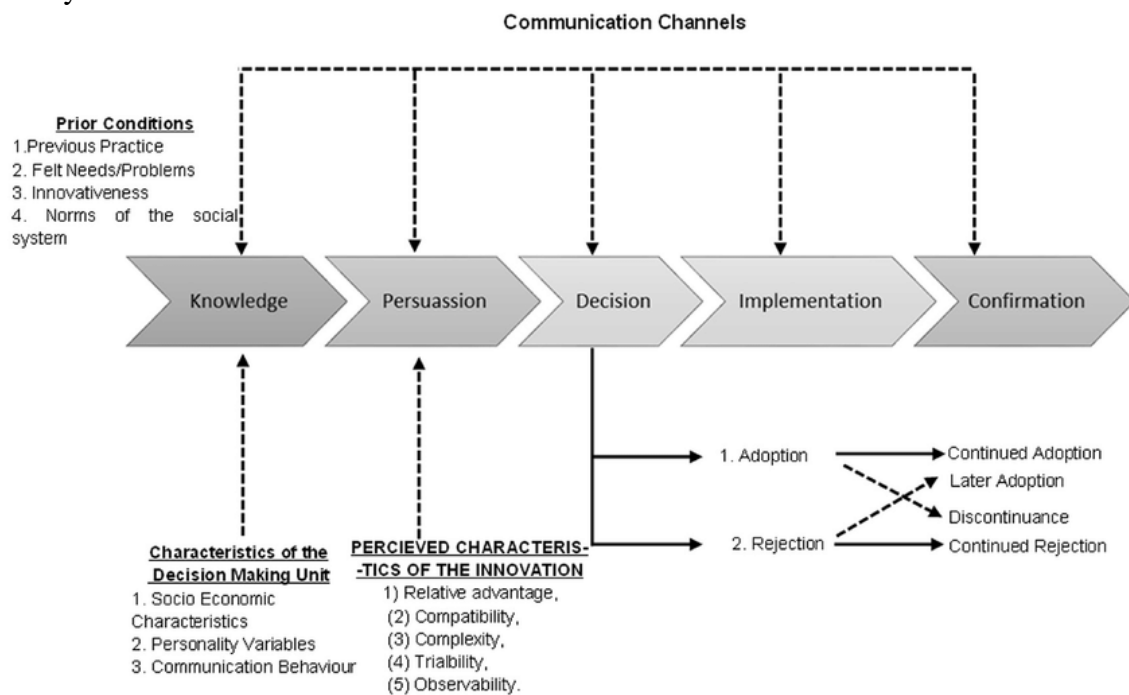 Communication Channels
Prior Conditions
1.Previous Practice
2. Felt Needs/Problems
3. Innovativeness
4. Norms of the social
system
Knowledge
Persuassion
Decision
Implementation
Confirmation
1. Adoption
Continued Adoption
Later Adoption
Discontinuance
2. Rejection
Continued Rejection
Characteristics of the
Decision Making Unit
1. Socio Economic
Characteristics
2. Personality Variables
3. Communication Behaviour
PERCIEVED CHARACTERIS-
-TICS OF THE INNOVATION
1) Relative advantage,
(2) Compatibility,
(3) Complexity,
(4) Trialbility,
(5) Observability.